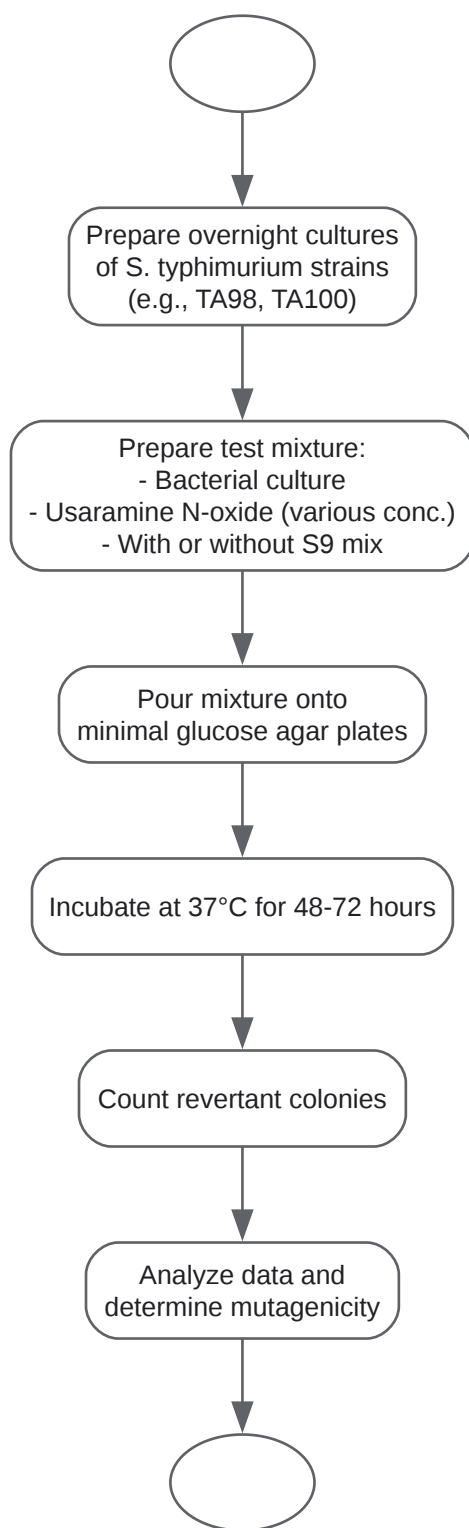 Prepare overnight cultures
of S. typhimurium strains
(e.g., TA98, TA100)
Prepare test mixture:
- Bacterial culture
- Usaramine N-oxide (various conc.)
- With or without S9 mix
Pour mixture onto
minimal glucose agar plates
Incubate at 37°C for 48-72 hours
Count revertant colonies
Analyze data and
determine mutagenicity